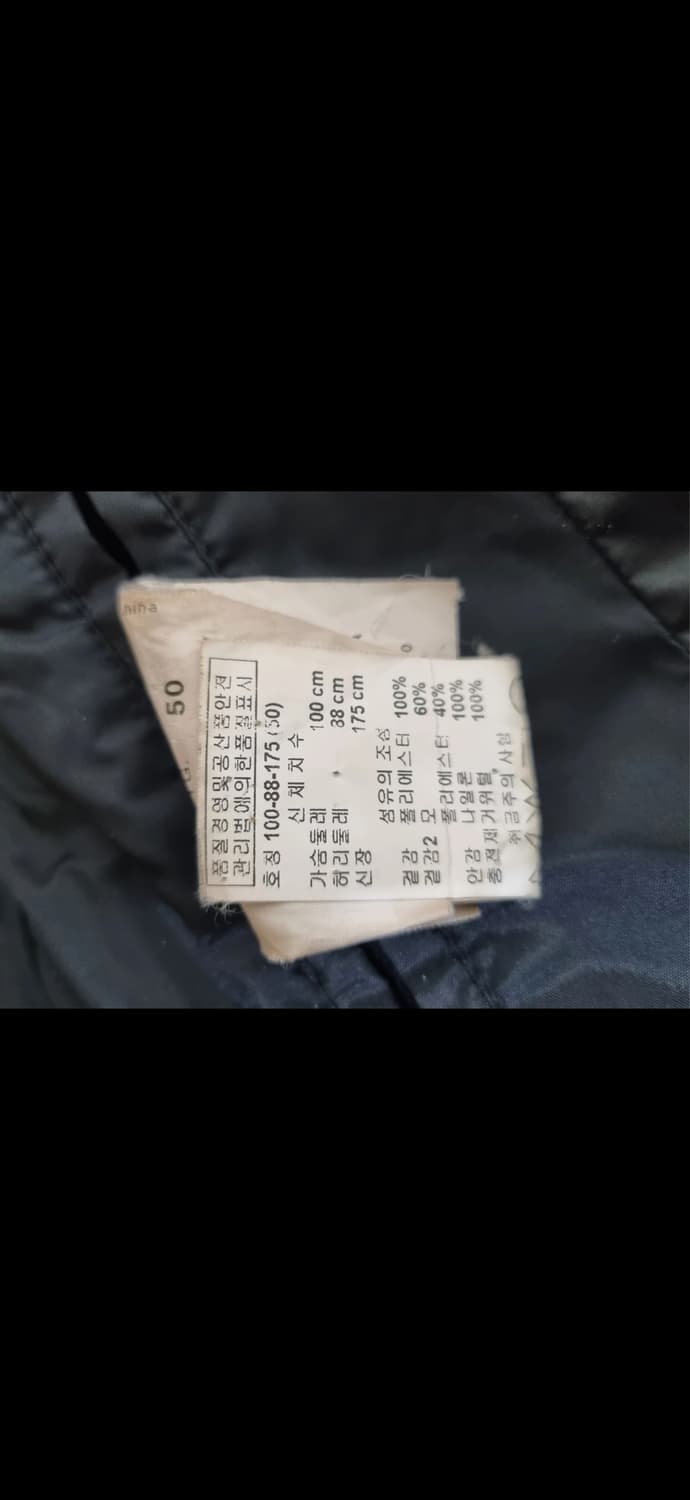 품질경영및공산품안전
관리법에의한품질표시
호칭 100-88-175 (50)
신체치수
가슴둘레 100 cm
허리둘레 88 cm
신장 175 cm
섬유의 조성
겉감 폴리에스터 100%
겉감2 모 60%
폴리에스터 40%
안감 나일론 100%
충전재 거위털 100%
취급주의 사항
50